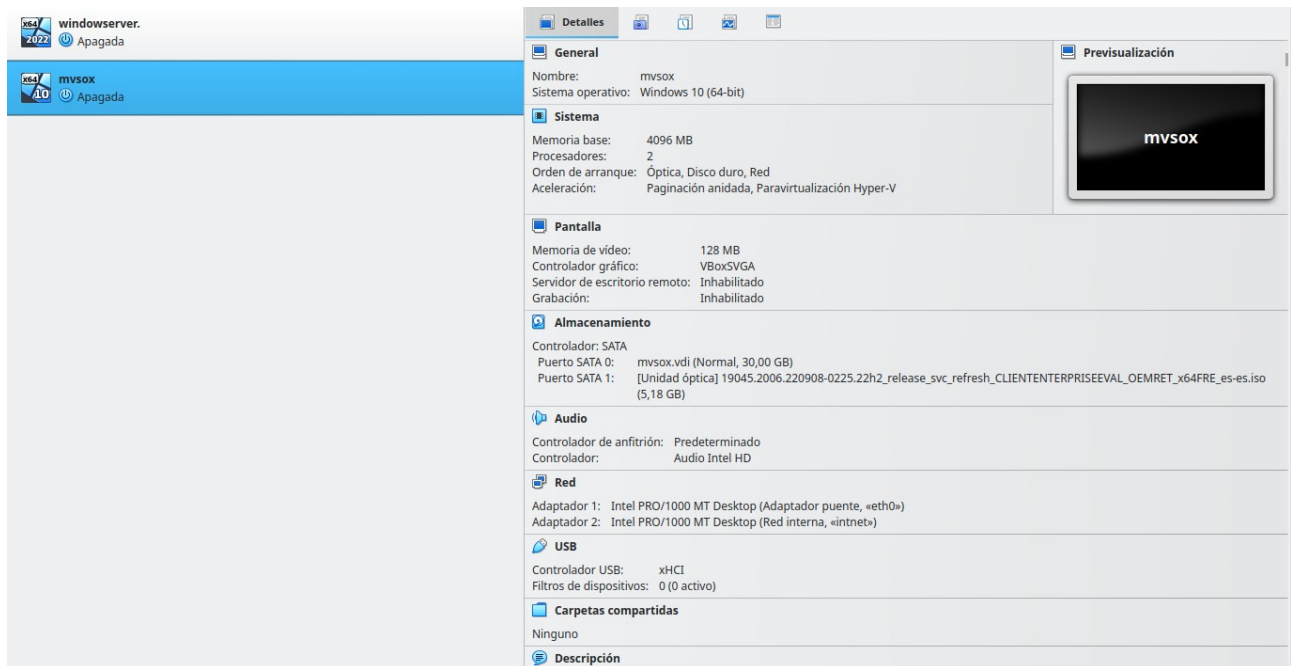 x64
2022
windowserver.
Apagada
x64
10
mvsox
Apagada
Detalles
General
Nombre: mvsox
Sistema operativo: Windows 10 (64-bit)
Previsualización
mvsox
Sistema
Memoria base: 4096 MB
Procesadores: 2
Orden de arranque: Óptica, Disco duro, Red
Aceleración: Paginación anidada, Paravirtualización Hyper-V
Pantalla
Memoria de vídeo: 128 MB
Controlador gráfico: VBoxSVGA
Servidor de escritorio remoto: Inhabilitado
Grabación: Inhabilitado
Almacenamiento
Controlador: SATA
Puerto SATA 0: mvsox.vdi (Normal, 30,00 GB)
Puerto SATA 1: [Unidad óptica] 19045.2006.220908-0225.22h2_release_svc_refresh_CLIENTENTERPRISEEVAL_OEMRET_x64FRE_es-es.iso
(5,18 GB)
Audio
Controlador de anfitrión: Predeterminado
Controlador: Audio Intel HD
Red
Adaptador 1: Intel PRO/1000 MT Desktop (Adaptador puente, «eth0»)
Adaptador 2: Intel PRO/1000 MT Desktop (Red interna, «intnet»)
USB
Controlador USB: xHCI
Filtros de dispositivos: 0 (0 activo)
Carpetas compartidas
Ninguno
Descripción